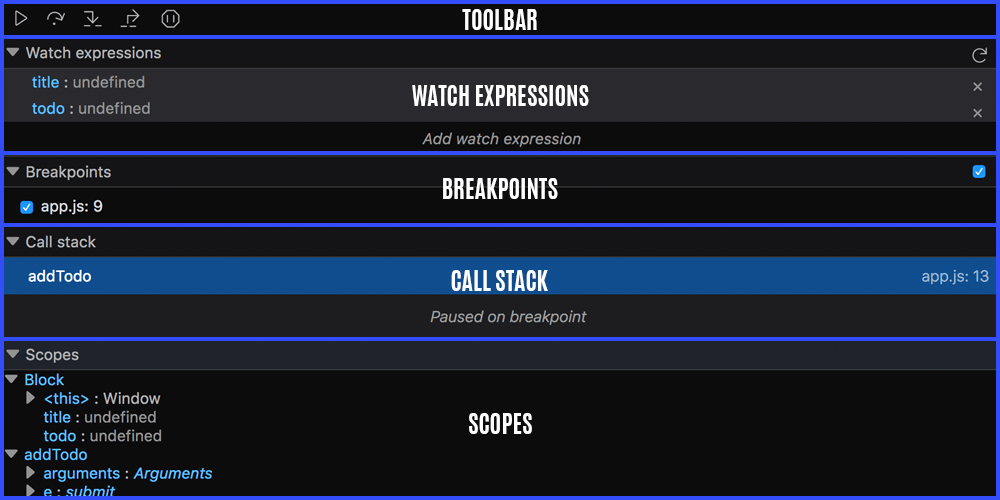 TOOLBAR
Watch expressions
title : undefined
WATCH EXPRESSIONS
todo : undefined
Add watch expression
Breakpoints
BREAKPOINTS
app.js: 9
Call stack
addTodo CALL STACK app.js: 13
Paused on breakpoint
Scopes
Block
<this> : Window
title : undefined
SCOPES
todo : undefined
addTodo
arguments : Arguments
e : submit